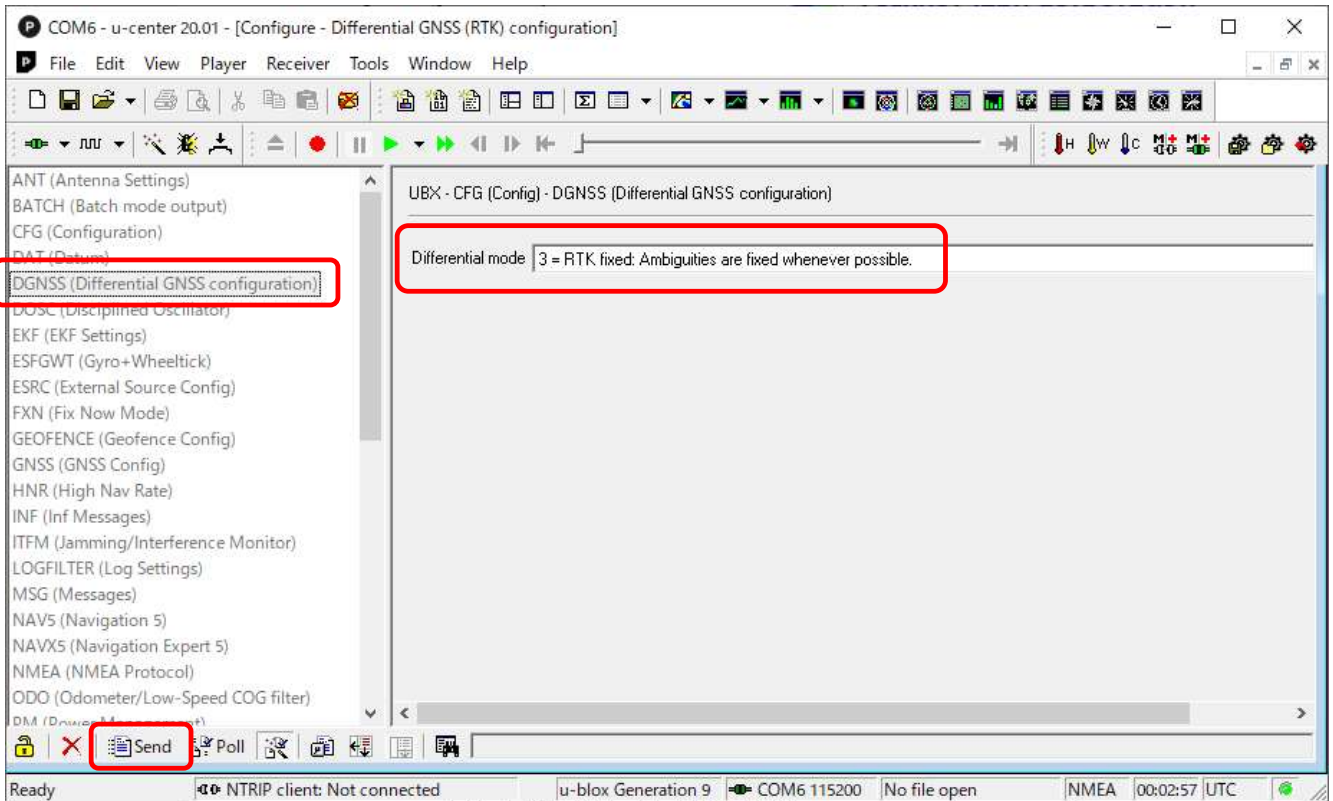 COM6 - u-center 20.01 - [Configure - Differential GNSS (RTK) configuration]
File Edit View Player Receiver Tools Window Help
ANT (Antenna Settings)
BATCH (Batch mode output)
CFG (Configuration)
DAT (Datum)
DGNSS (Differential GNSS configuration)
DOSC (Disciplined Oscillator)
EKF (EKF Settings)
ESFGWT (Gyro+Wheeltick)
ESRC (External Source Config)
FXN (Fix Now Mode)
GEOFENCE (Geofence Config)
GNSS (GNSS Config)
HNR (High Nav Rate)
INF (Inf Messages)
ITFM (Jamming/Interference Monitor)
LOGFILTER (Log Settings)
MSG (Messages)
NAV5 (Navigation 5)
NAVX5 (Navigation Expert 5)
NMEA (NMEA Protocol)
ODO (Odometer/Low-Speed COG filter)
PM (Power Management)
UBX - CFG (Config) - DGNSS (Differential GNSS configuration)
Differential mode 3 = RTK fixed: Ambiguities are fixed whenever possible.
Send Poll
Ready NTRIP client: Not connected u-blox Generation 9 COM6 115200 No file open NMEA 00:02:57 UTC